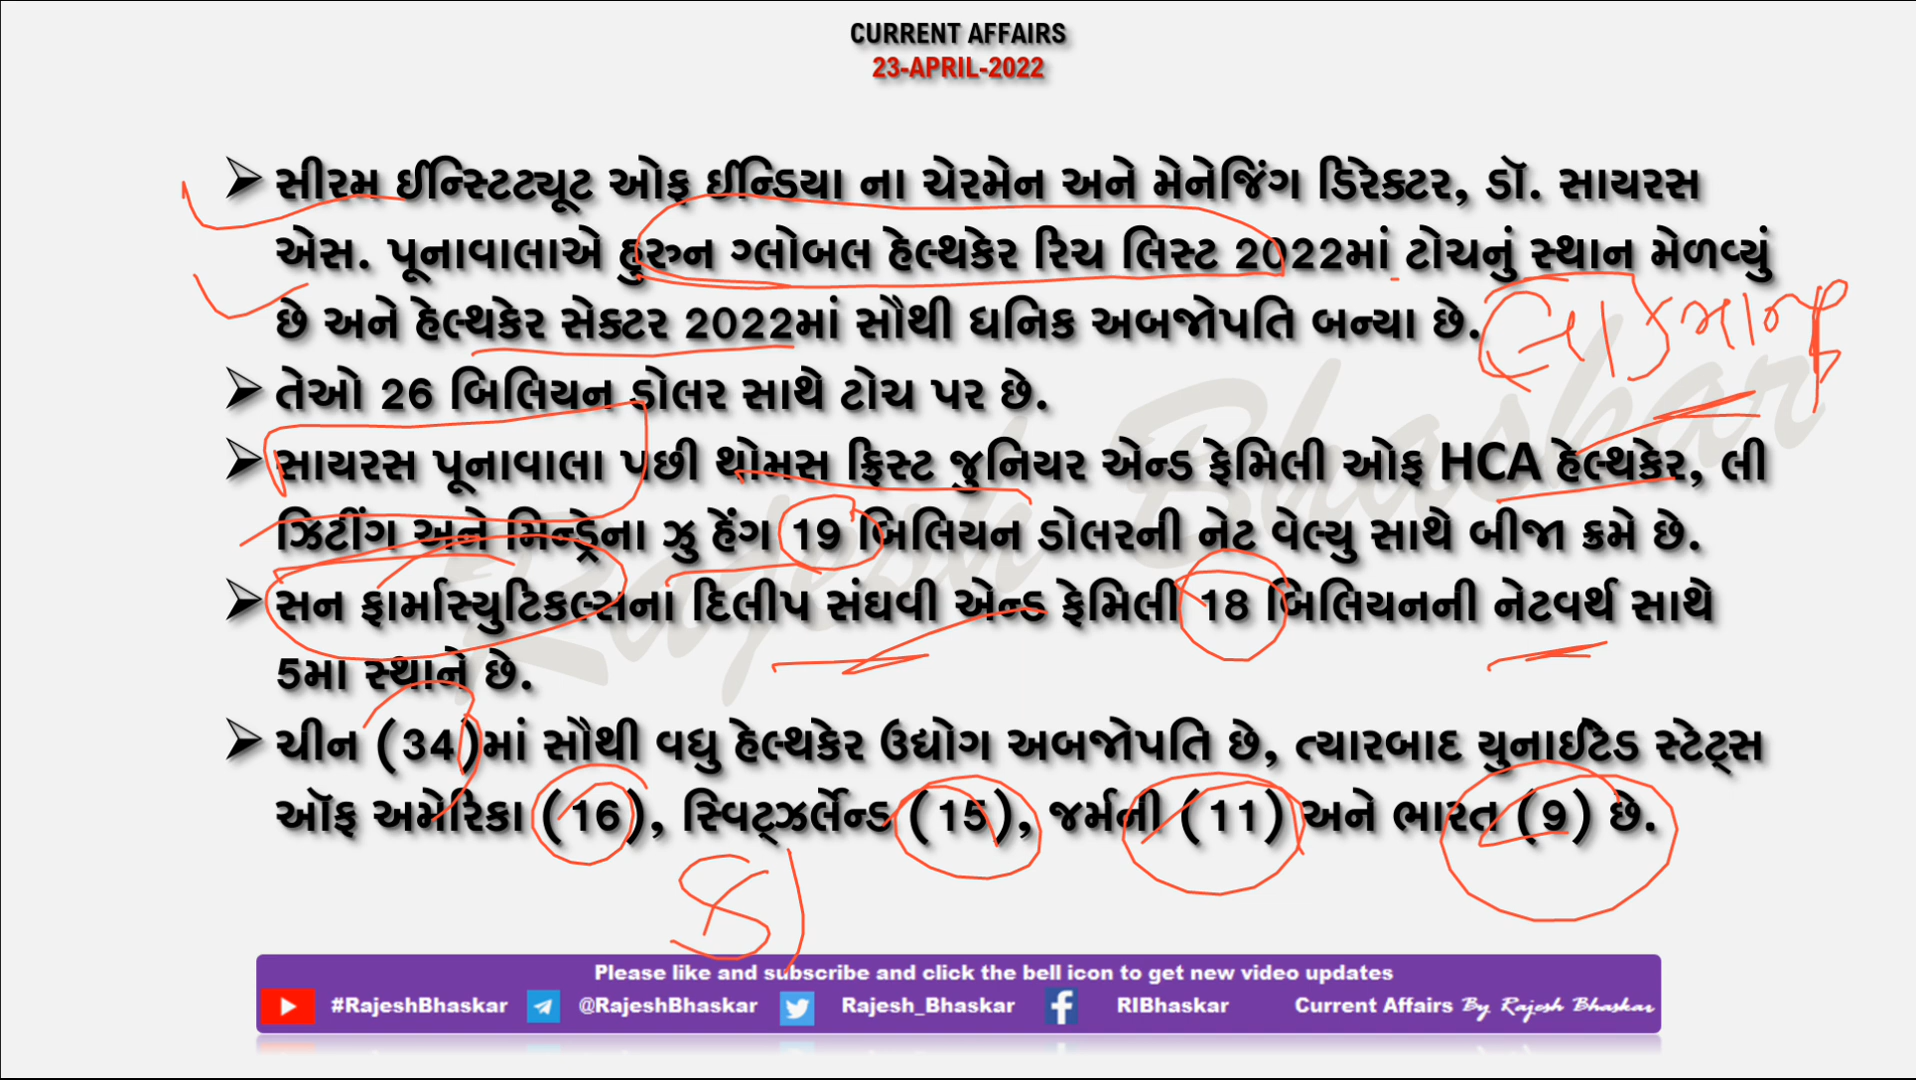 CURRENT AFFAIRS
23-APRIL-2022
➢ સીરમ ઈન્સ્ટિટ્યૂટ ઓફ ઈન્ડિયા ના ચેરમેન અને મેનેજિંગ ડિરેક્ટર, ડૉ. સાયરસ
એસ. પૂનાવાલાએ હુરુન ગ્લોબલ હેલ્થકેર રિચ લિસ્ટ 2022માં ટોચનું સ્થાન મેળવ્યું
છે અને હેલ્થકેર સેક્ટર 2022માં સૌથી ધનિક અબજોપતિ બન્યા છે.
➢ તેઓ 26 બિલિયન ડોલર સાથે ટોચ પર છે.
➢ સાયરસ પૂનાવાલા પછી થોમસ ફ્રિસ્ટ જુનિયર એન્ડ ફેમિલી ઓફ HCA હેલ્થકેર, લી
ઝિટીંગ અને મિન્ડ્રેના ઝુ હેંગ 19 બિલિયન ડોલરની નેટ વેલ્યુ સાથે બીજા ક્રમે છે.
➢ સન ફાર્માસ્યુટિકલ્સના દિલીપ સંઘવી એન્ડ ફેમિલી 18 બિલિયનની નેટવર્થ સાથે
5મા સ્થાને છે.
➢ ચીન (34)માં સૌથી વધુ હેલ્થકેર ઉદ્યોગ અબજોપતિ છે, ત્યારબાદ યુનાઈટેડ સ્ટેટ્સ
ઑફ અમેરિકા (16), સ્વિટ્ઝર્લેન્ડ (15), જર્મની (11) અને ભારત (9) છે.
Rajesh Bhaskar
Please like and subscribe and click the bell icon to get new video updates
#RajeshBhaskar @RajeshBhaskar Rajesh_Bhaskar RIBhaskar Current Affairs By Rajesh Bhaskar